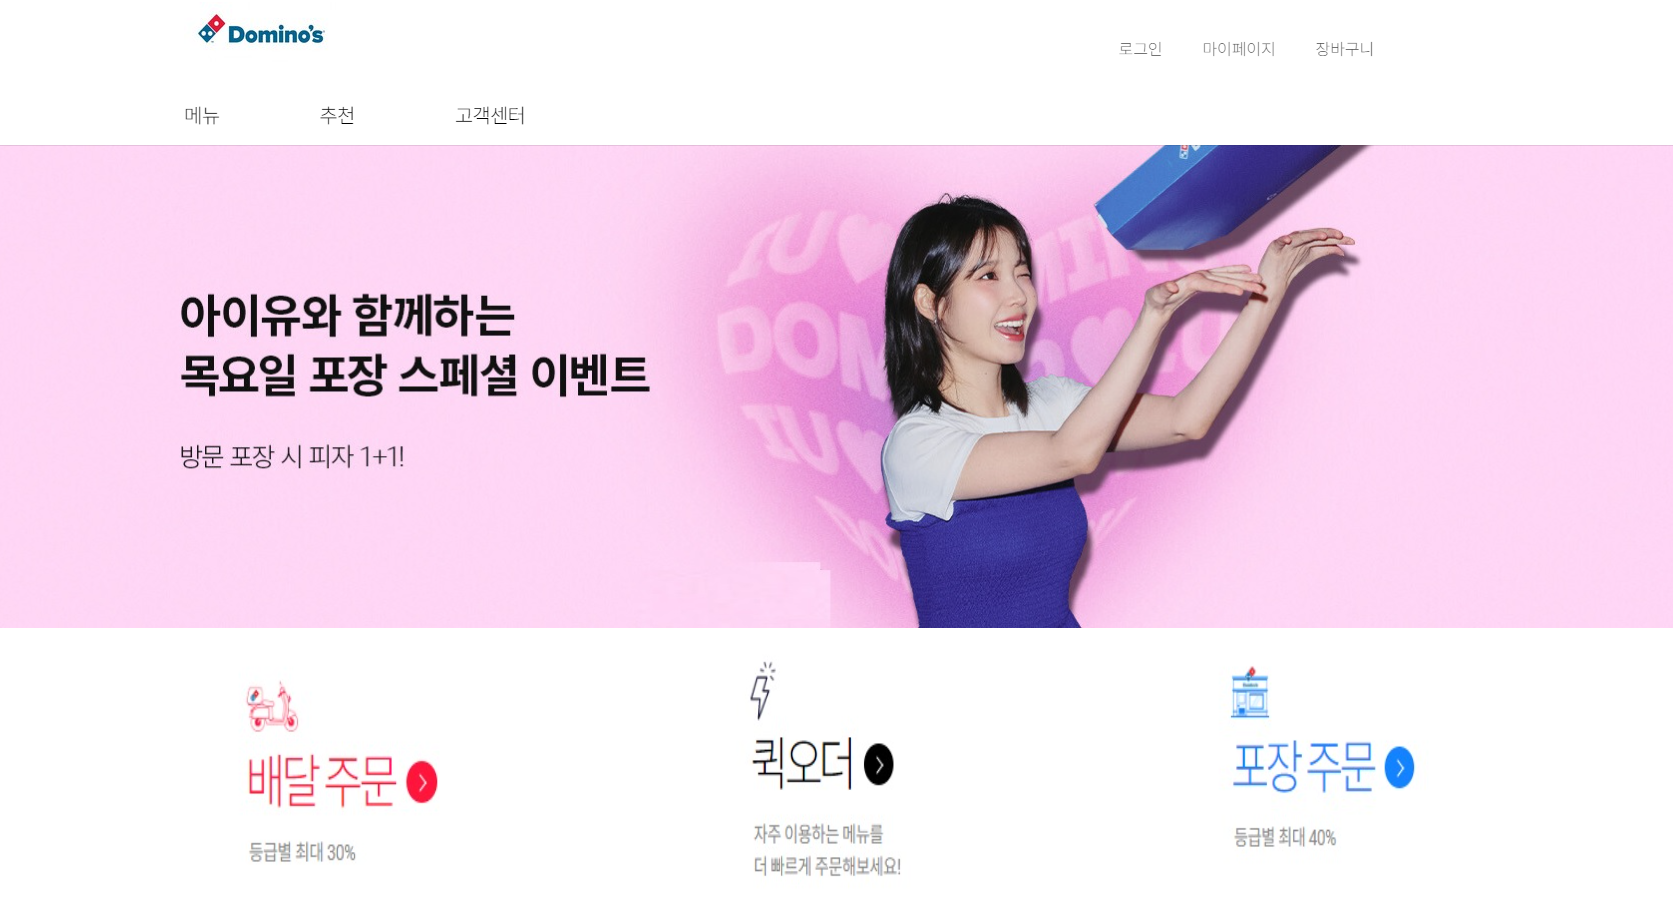 Domino's
로그인 마이페이지 장바구니
메뉴 추천 고객센터
아이유와 함께하는
목요일 포장 스페셜 이벤트
방문 포장 시 피자 1+1!
IU
DOM
IU
배달 주문
등급별 최대 30%
퀵오더
자주 이용하는 메뉴를
더 빠르게 주문해보세요!
포장 주문
등급별 최대 40%